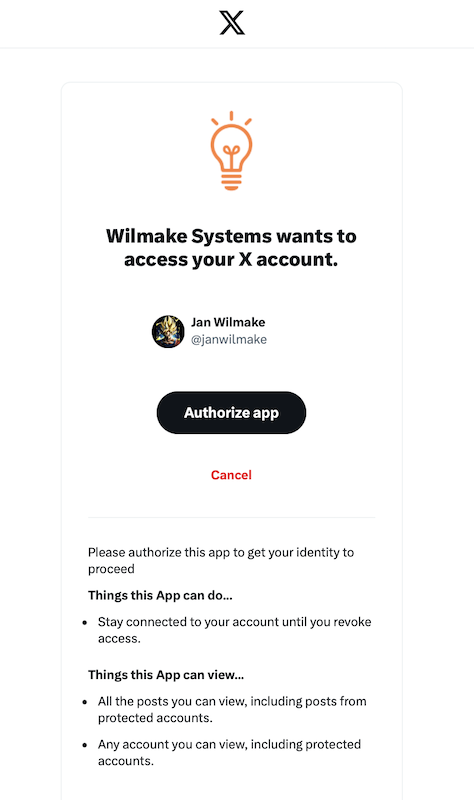 Wilmake Systems wants to
access your X account.
Jan Wilmake
@janwilmake
Authorize app
Cancel
Please authorize this app to get your identity to
proceed
Things this App can do...
• Stay connected to your account until you revoke
access.
Things this App can view...
• All the posts you can view, including posts from
protected accounts.
• Any account you can view, including protected
accounts.